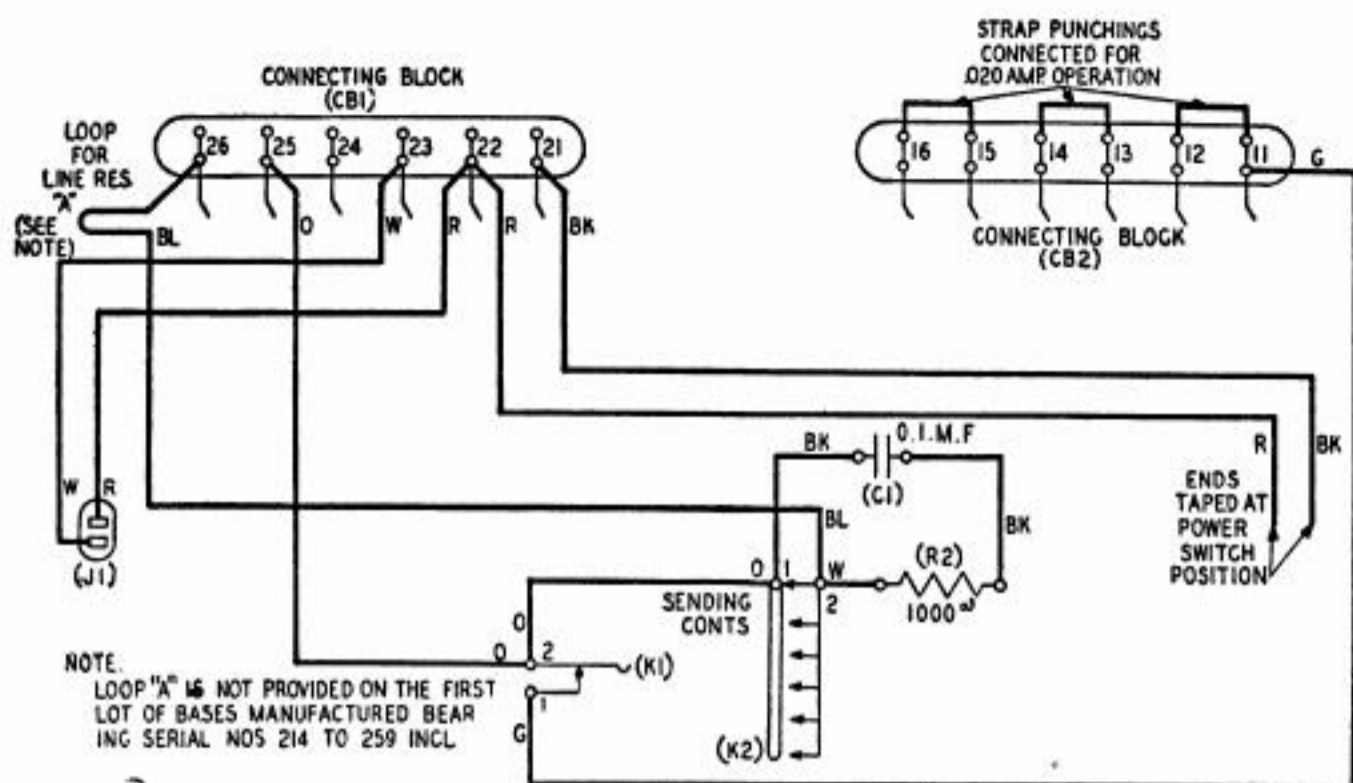 STRAP PUNCHINGS
CONNECTED FOR
.020 AMP. OPERATION
CONNECTING BLOCK
(CB1)
LOOP
FOR
LINE RES.
"A"
(SEE
NOTE)
26 25 24 23 22 21
16 15 14 13 12 11
G
BL O W R R BK
CONNECTING BLOCK
(CB2)
W R
(J1)
BK 0.1.M.F
(C1)
BK
BL
R BK
ENDS
TAPED AT
POWER
SWITCH
POSITION
O 1 W
2
(R2)
1000ω
SENDING
CONTS
O
O 2
(K1)
1
G
(K2)
NOTE.
LOOP "A" IS NOT PROVIDED ON THE FIRST
LOT OF BASES MANUFACTURED BEAR
ING SERIAL NOS 214 TO 259 INCL